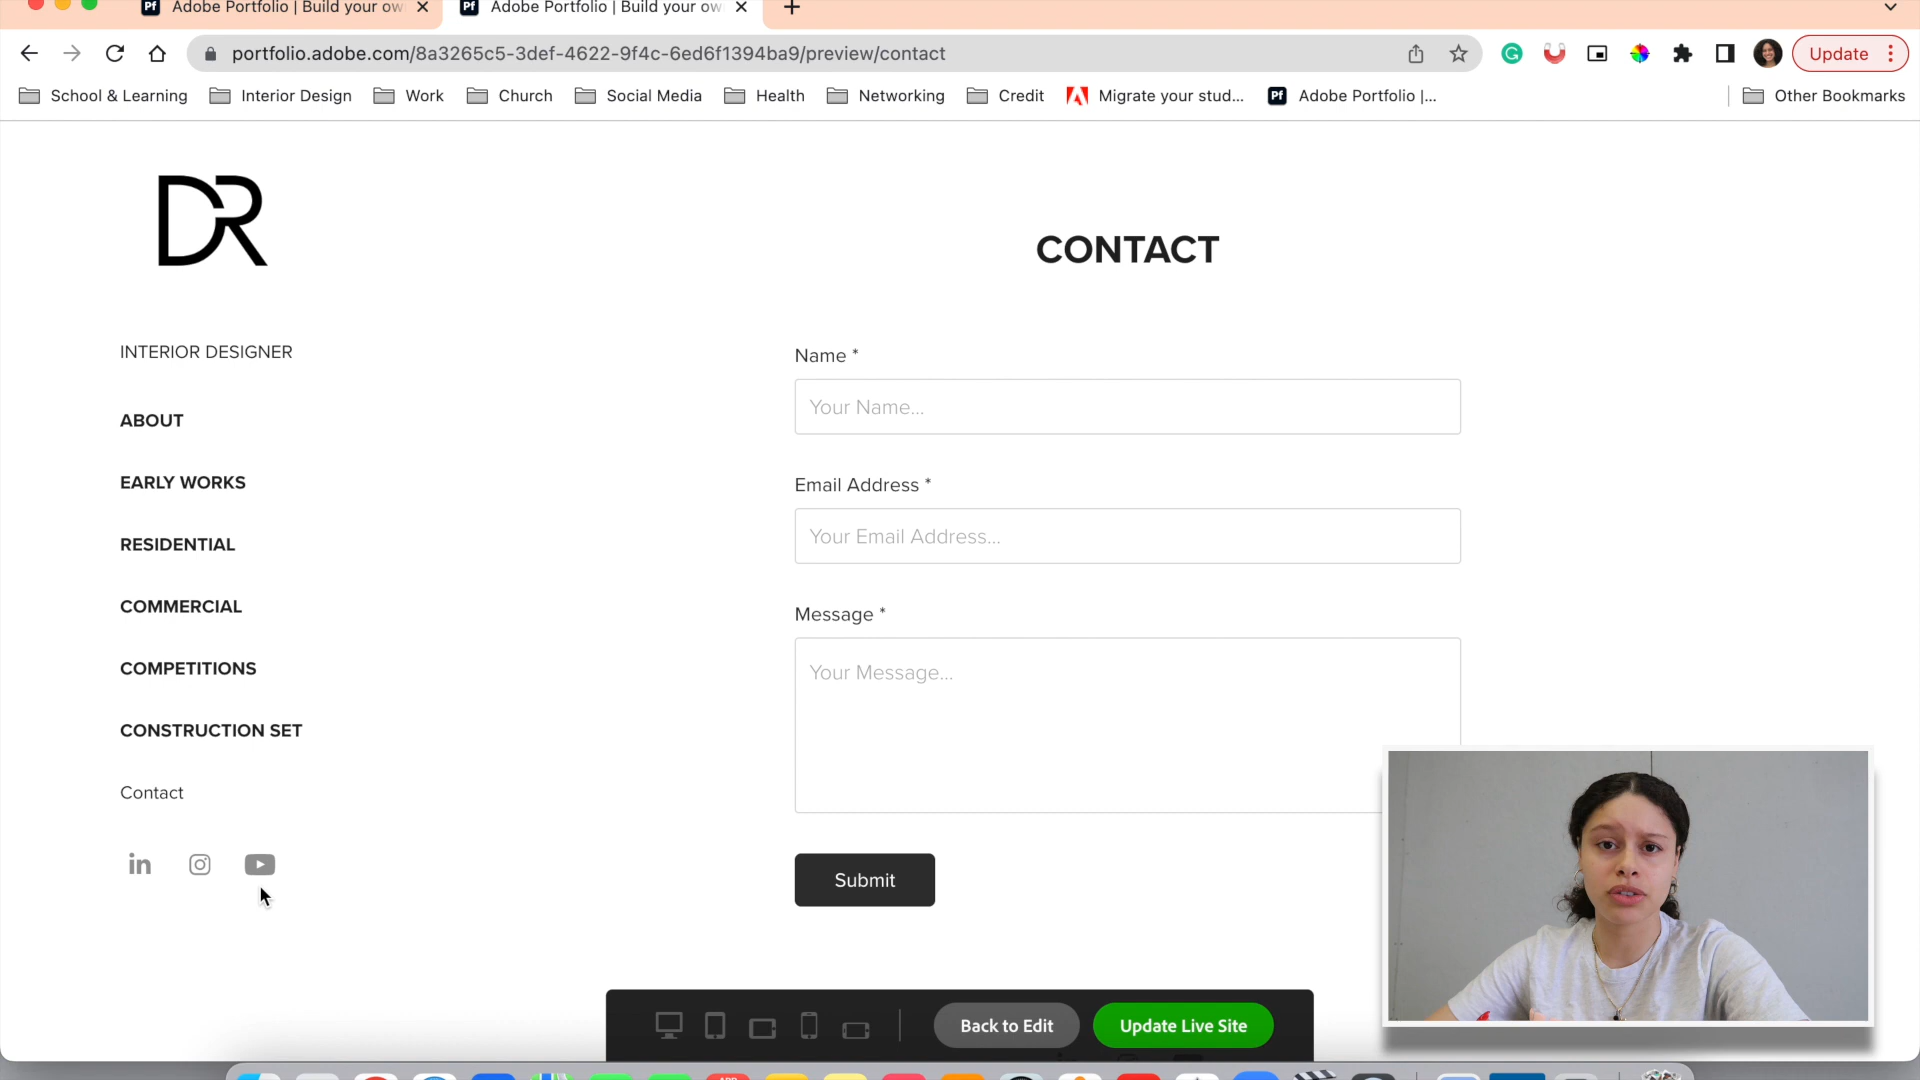 Adobe Portfolio | Build your ow
Adobe Portfolio | Build your ow
portfolio.adobe.com/8a3265c5-3def-4622-9f4c-6ed6f1394ba9/preview/contact
Update
School & Learning
Interior Design
Work
Church
Social Media
Health
Networking
Credit
Migrate your stud...
Adobe Portfolio |...
Other Bookmarks
DR
CONTACT
INTERIOR DESIGNER
ABOUT
EARLY WORKS
RESIDENTIAL
COMMERCIAL
COMPETITIONS
CONSTRUCTION SET
Contact
in
Name *
Your Name...
Email Address *
Your Email Address...
Message *
Your Message...
Submit
Back to Edit
Update Live Site